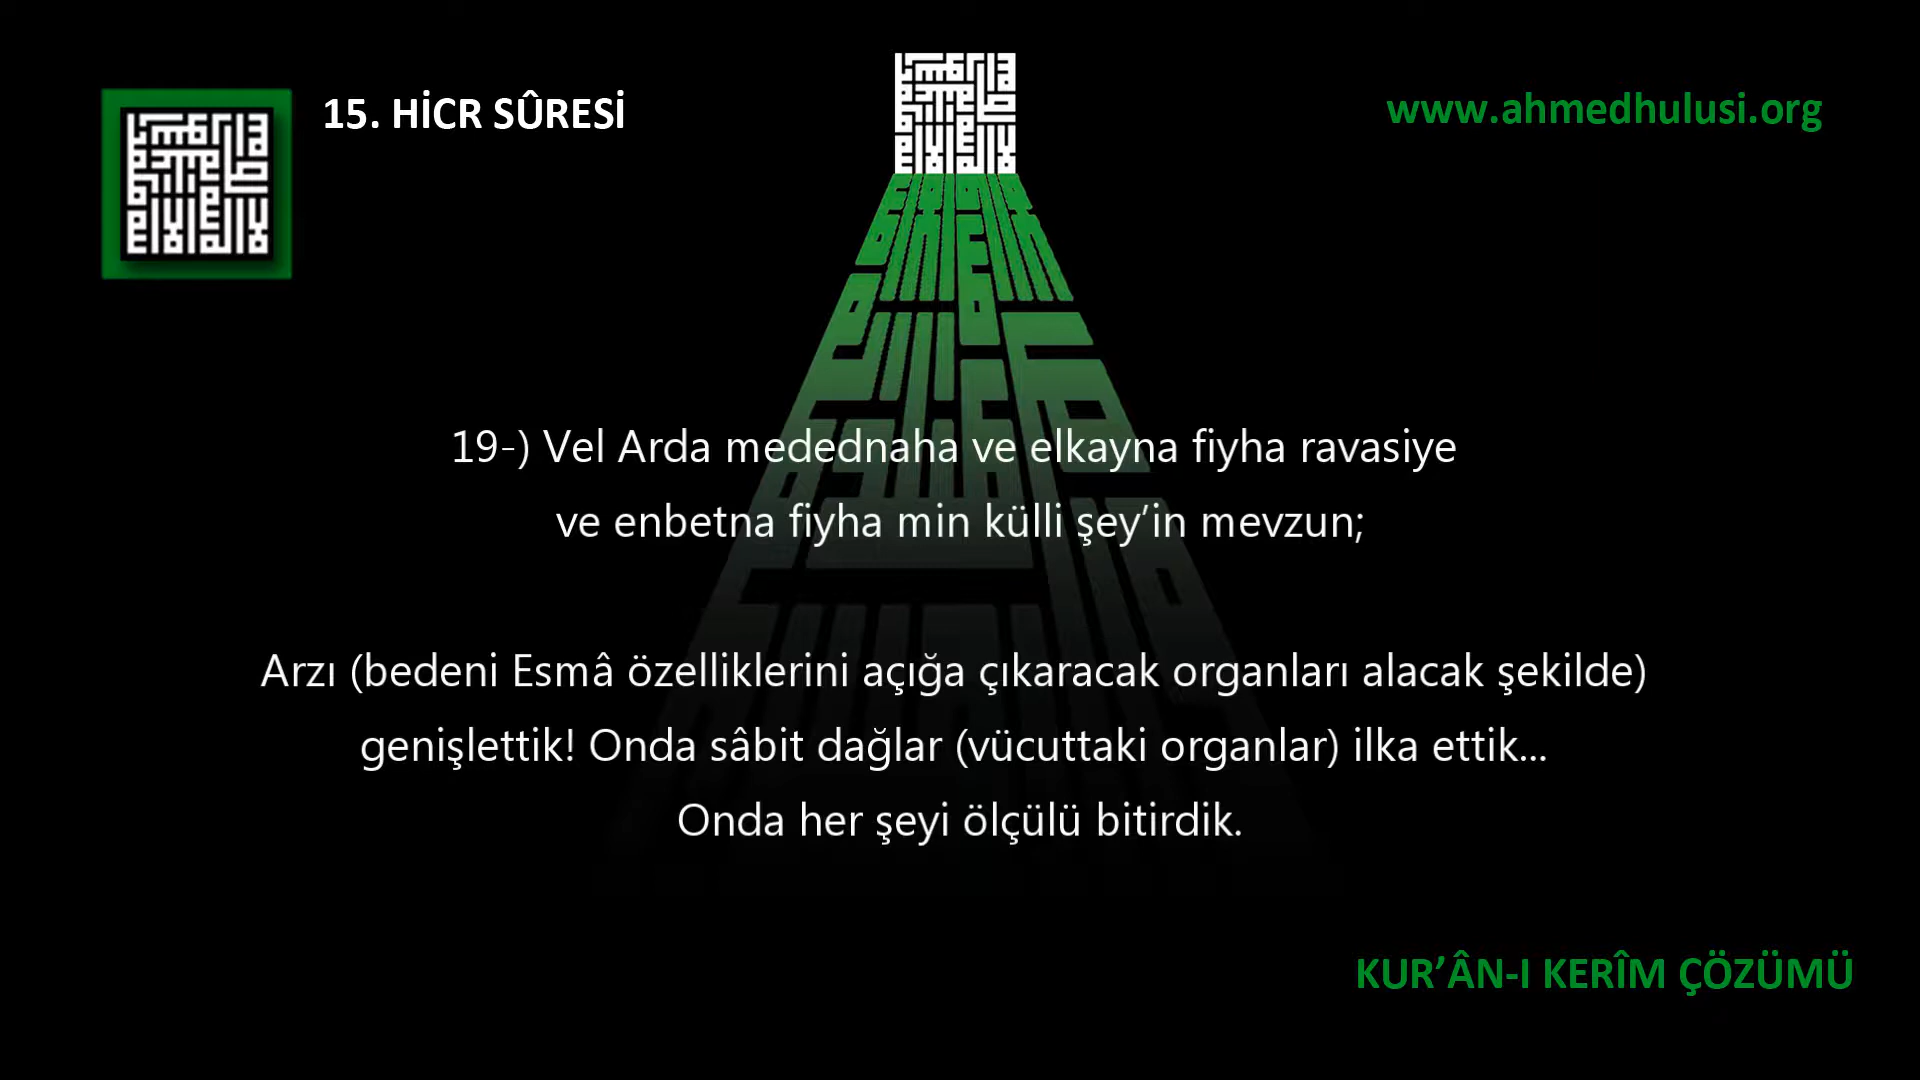 15. HİCR SÛRESİ
www.ahmedhulusi.org
19-) Vel Arda medednaha ve elkayna fiyha ravasiye
ve enbetna fiyha min külli şey’in mevzun;
Arzı (bedeni Esmâ özelliklerini açığa çıkaracak organları alacak şekilde)
genişlettik! Onda sâbit dağlar (vücuttaki organlar) ilka ettik...
Onda her şeyi ölçülü bitirdik.
KUR’ÂN-I KERÎM ÇÖZÜMÜ